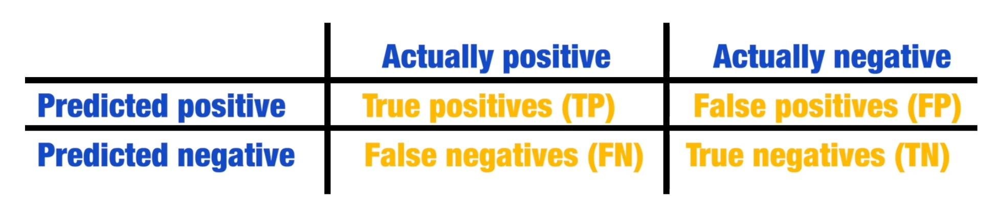 Actually positive Actually negative
Predicted positive True positives (TP) False positives (FP)
Predicted negative False negatives (FN) True negatives (TN)